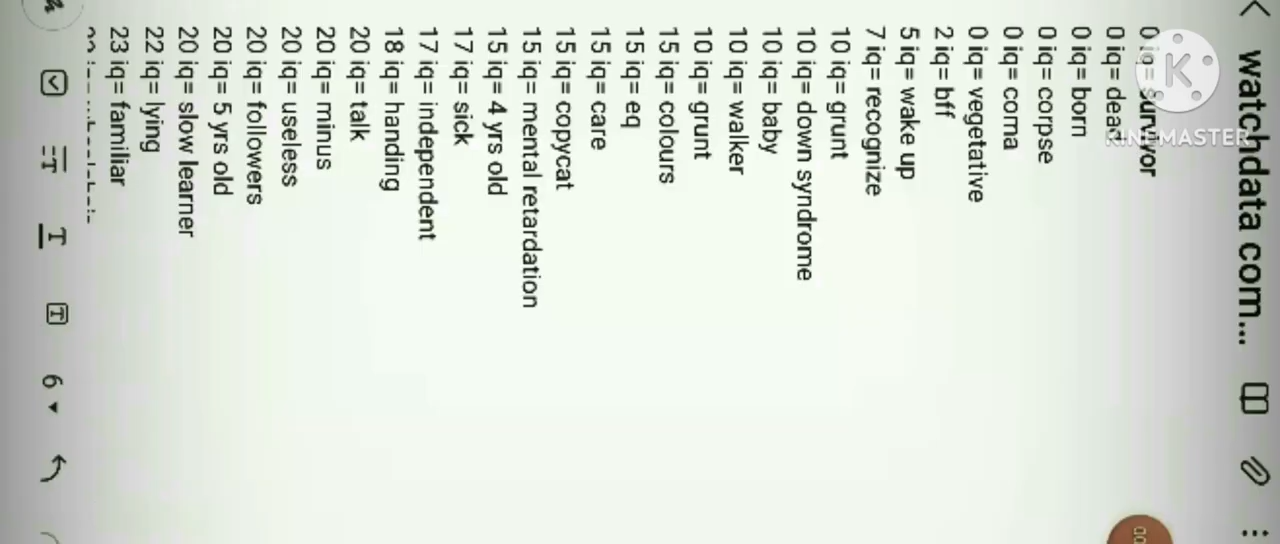 watchdata com...
KINEMASTER
0 iq= survivor
0 iq= dead
0 iq= born
0 iq= corpse
0 iq= coma
0 iq= vegetative
2 iq= bff
5 iq= wake up
7 iq= recognize
10 iq= grunt
10 iq= down syndrome
10 iq= baby
10 iq= walker
10 iq= grunt
15 iq= colours
15 iq= eq
15 iq= care
15 iq= copycat
15 iq= mental retardation
15 iq= 4 yrs old
17 iq= sick
17 iq= independent
18 iq= handing
20 iq= talk
20 iq= minus
20 iq= useless
20 iq= followers
20 iq= 5 yrs old
20 iq= slow learner
22 iq= lying
23 iq= familiar
6